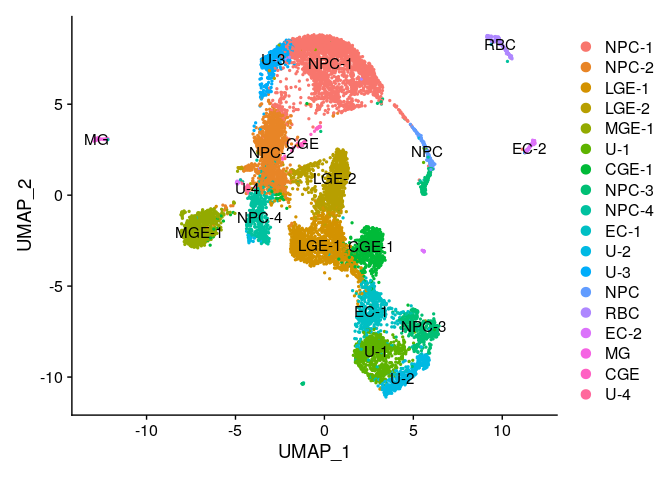 RBC
U-3
NPC-1
MG
CGE
NPC-2
NPC
EC-2
LGE-2
U-4
NPC-4
MGE-1
LGE-1
CGE-1
EC-1
NPC-3
U-1
U-2
5
0
-5
-10
UMAP_2
-10
-5
0
5
10
UMAP_1
NPC-1
NPC-2
LGE-1
LGE-2
MGE-1
U-1
CGE-1
NPC-3
NPC-4
EC-1
U-2
U-3
NPC
RBC
EC-2
MG
CGE
U-4